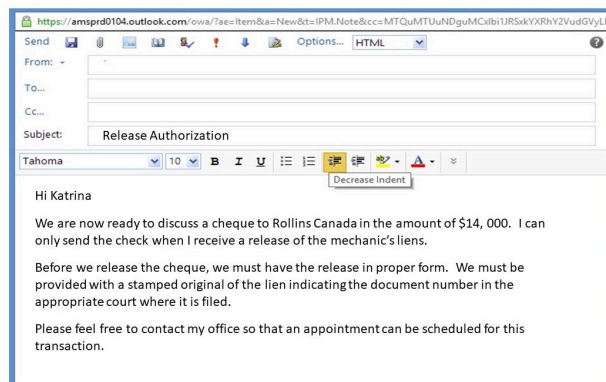 https://amsprd0104.outlook.com/owa/?ae=Item&a=New&t=IPM.Note&cc=MTQuMTUuNDguMCxlbi1JRSxkYXRhY2VudGVyL
Send Options... HTML
From:
To...
Cc...
Subject: Release Authorization
Tahoma 10 B I U ab A
Decrease Indent
Hi Katrina
We are now ready to discuss a cheque to Rollins Canada in the amount of $14, 000. I can
only send the check when I receive a release of the mechanic's liens.
Before we release the cheque, we must have the release in proper form. We must be
provided with a stamped original of the lien indicating the document number in the
appropriate court where it is filed.
Please feel free to contact my office so that an appointment can be scheduled for this
transaction.